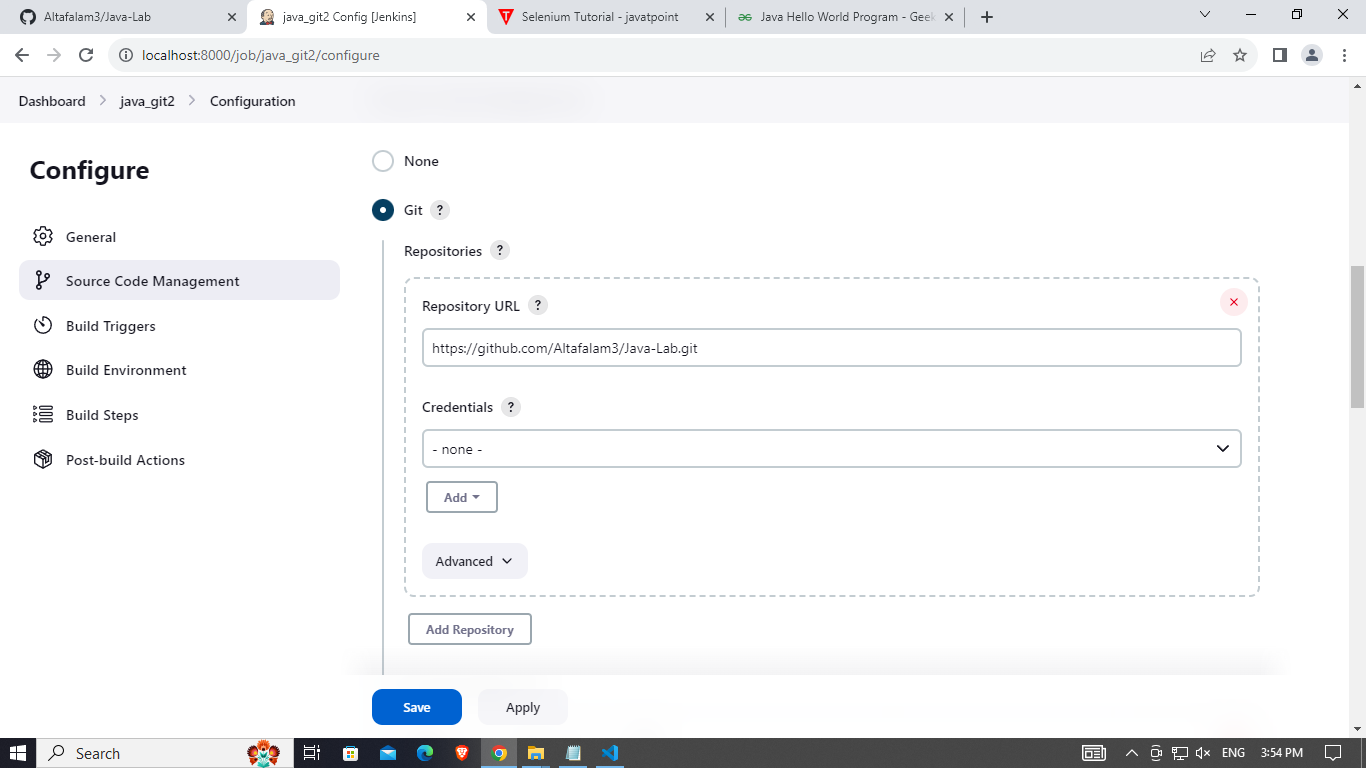 Altafalam3/Java-Lab
java_git2 Config [Jenkins]
Selenium Tutorial - javatpoint
Java Hello World Program - Geek
localhost:8000/job/java_git2/configure
Dashboard
java_git2
Configuration
Configure
General
Source Code Management
Build Triggers
Build Environment
Build Steps
Post-build Actions
None
Git ?
Repositories ?
Repository URL ?
https://github.com/Altafalam3/Java-Lab.git
Credentials ?
- none -
Add
Advanced
Add Repository
Save
Apply
Search
ENG
3:54 PM